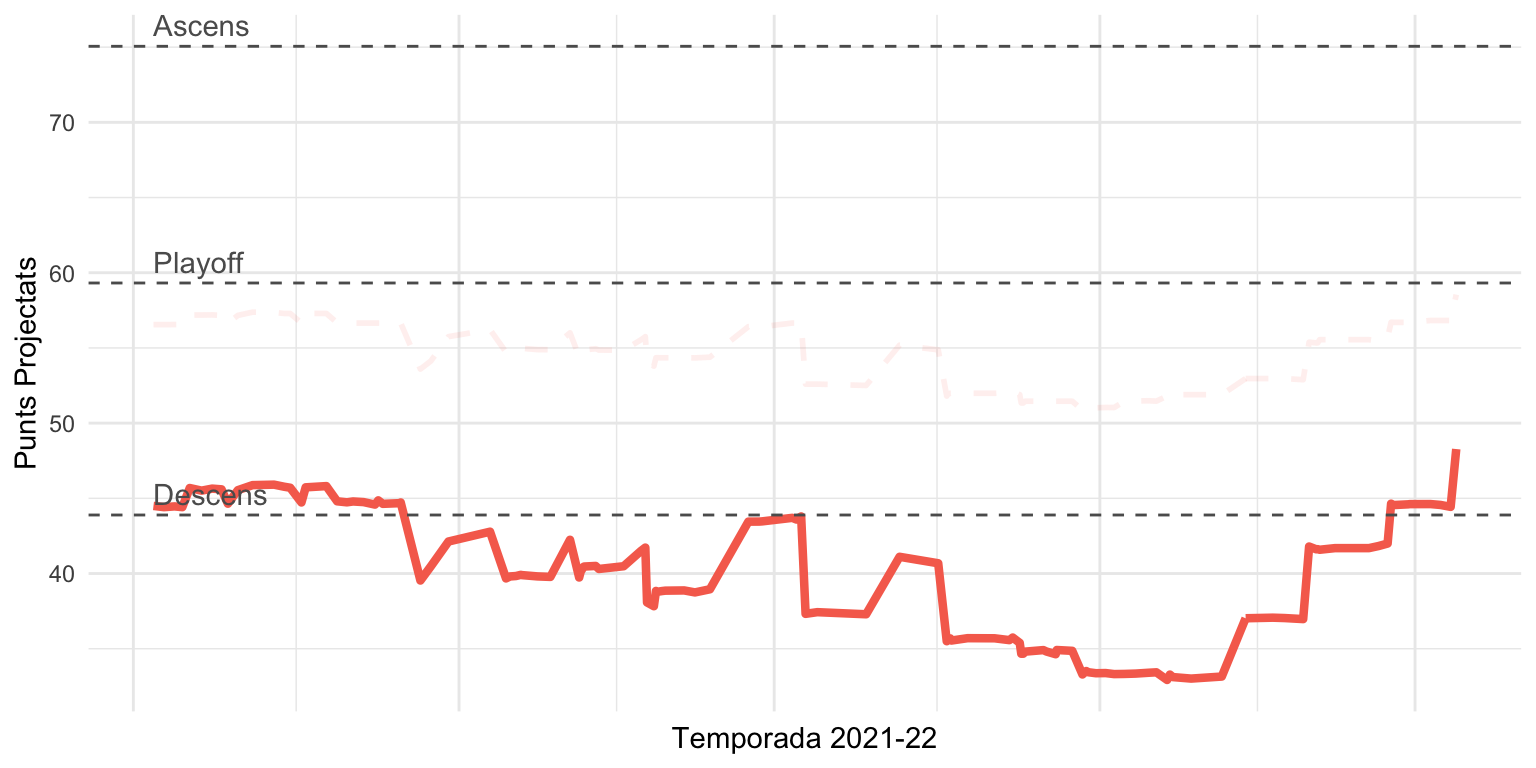 Ascens
70
Playoff
60
50
Descens
40
Punts Projectats
Temporada 2021-22